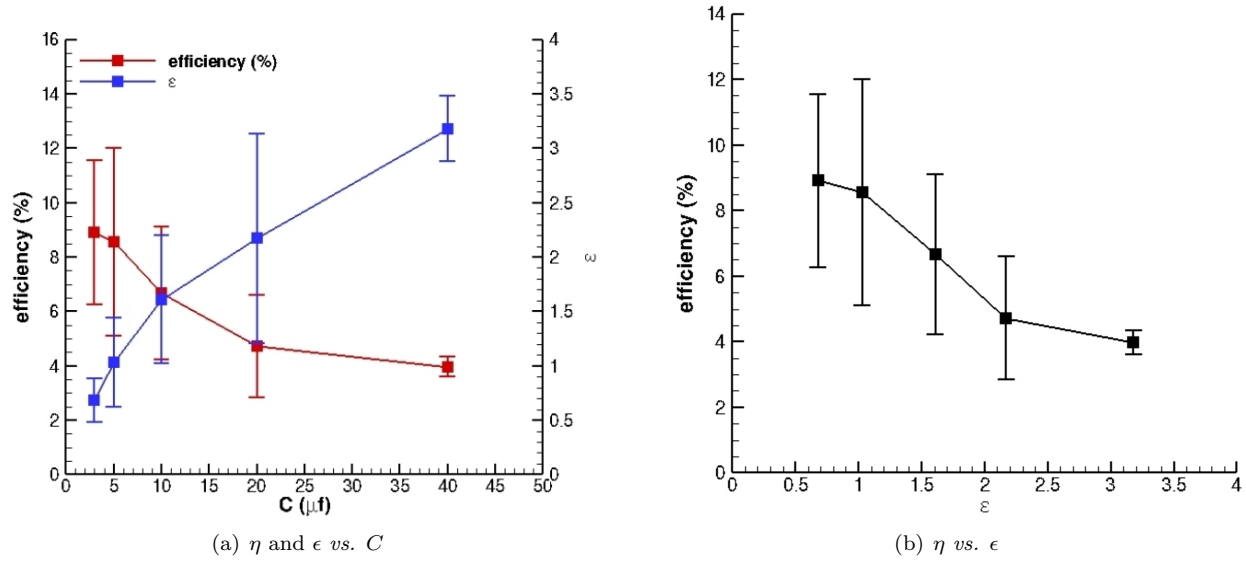 16
14
12
10
8
6
4
2
0
efficiency (%)
efficiency (%)
ε
4
3.5
3
2.5
2
1.5
1
0.5
0
ε
0 5 10 15 20 25 30 35 40 45 50
C (μf)
(a) η and ϵ vs. C
14
12
10
8
6
4
2
0
efficiency (%)
0 0.5 1 1.5 2 2.5 3 3.5 4
ε
(b) η vs. ϵ